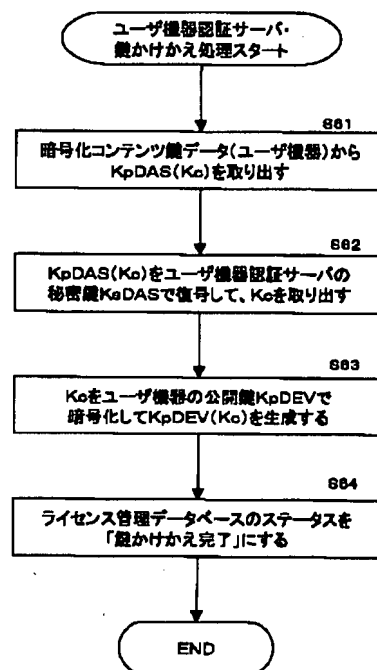 ユーザ機器認証サーバ・
鍵かけかえ処理スタート
S61
暗号化コンテンツ鍵データ(ユーザ機器)から
KpDAS(Kc)を取り出す
S62
KpDAS(Kc)をユーザ機器認証サーバの
秘密鍵KsDASで復号して、Kcを取り出す
S63
Kcをユーザ機器の公開鍵KpDEVで
暗号化してKpDEV(Kc)を生成する
S64
ライセンス管理データベースのステータスを
「鍵かけかえ完了」にする
END